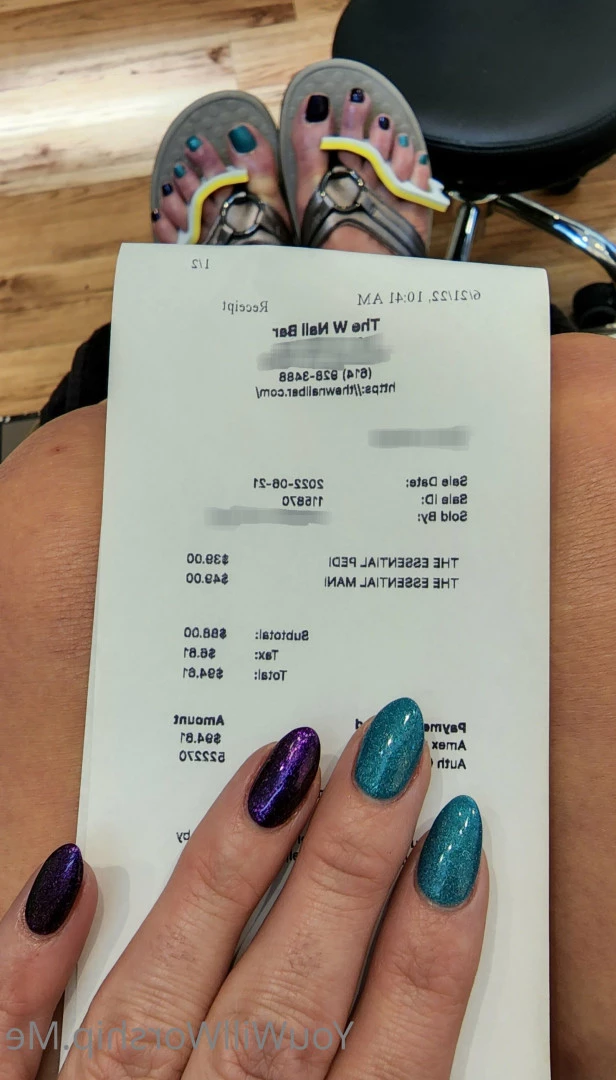 6/21/22, 10:41 AM Receipt 1/2
The W Nail Bar
(614) 928-3488
https://thewnailbar.com/
Sale Date: 2022-06-21
Sale ID: 116870
Sold By:
THE ESSENTIAL PEDI $39.00
THE ESSENTIAL MANI $49.00
Subtotal: $88.00
Tax: $6.61
Total: $94.61
Amount
Amex $94.61
Auth 522270
by
YouWillWorship.Me